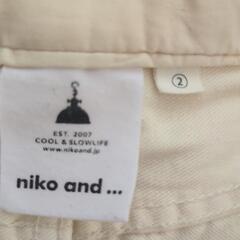 ②
EST. 2007
COOL & SLOWLIFE
www.nikoand.jp
niko and ...